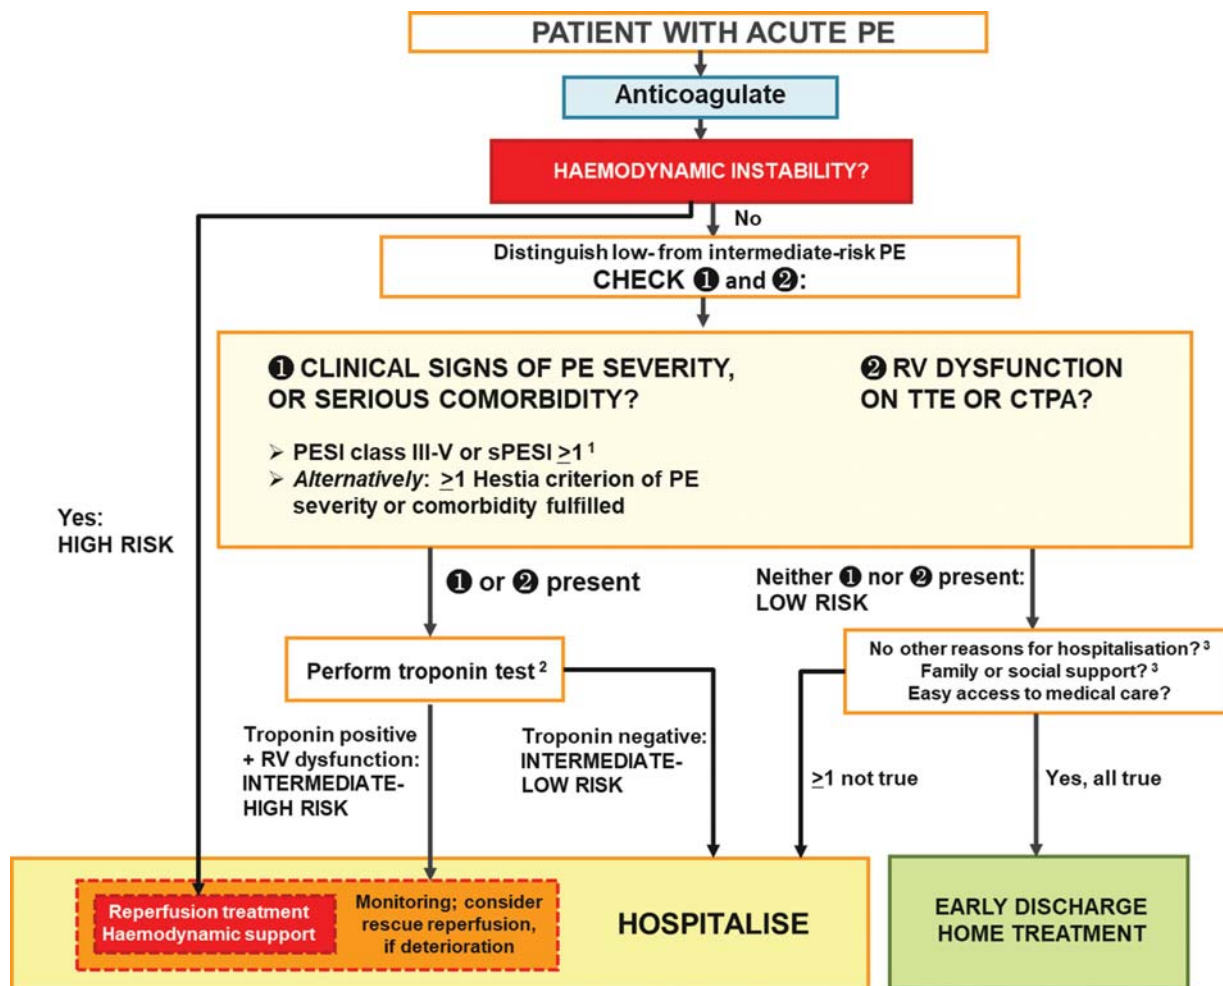 PATIENT WITH ACUTE PE
Anticoagulate
HAEMODYNAMIC INSTABILITY?
No
Distinguish low- from intermediate-risk PE
CHECK ❶ and ❷:
❶ CLINICAL SIGNS OF PE SEVERITY,
OR SERIOUS COMORBIDITY?
➢ PESI class III-V or sPESI ≥1 ¹
➢ Alternatively: ≥1 Hestia criterion of PE
severity or comorbidity fulfilled
❷ RV DYSFUNCTION
ON TTE OR CTPA?
Yes:
HIGH RISK
❶ or ❷ present
Neither ❶ nor ❷ present:
LOW RISK
Perform troponin test ²
No other reasons for hospitalisation? ³
Family or social support? ³
Easy access to medical care?
Troponin positive
+ RV dysfunction:
INTERMEDIATE-
HIGH RISK
Troponin negative:
INTERMEDIATE-
LOW RISK
≥1 not true
Yes, all true
Reperfusion treatment
Haemodynamic support
Monitoring; consider
rescue reperfusion,
if deterioration
HOSPITALISE
EARLY DISCHARGE
HOME TREATMENT